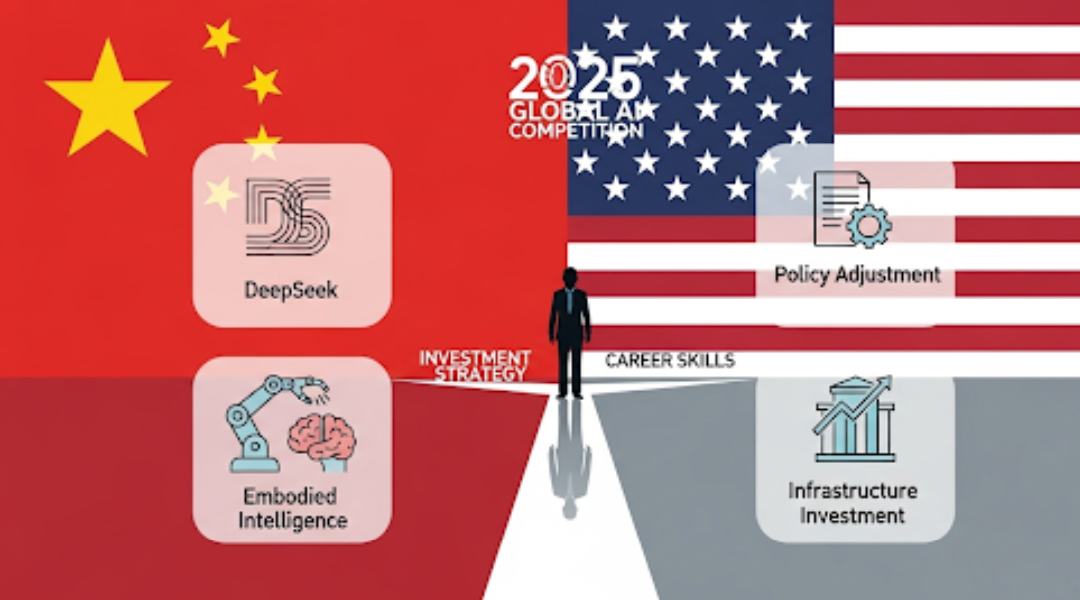 2025
GLOBAL AI
COMPETITION
DS
DeepSeek
Policy Adjustment
INVESTMENT
STRATEGY
CAREER SKILLS
Embodied
Intelligence
Infrastructure
Investment